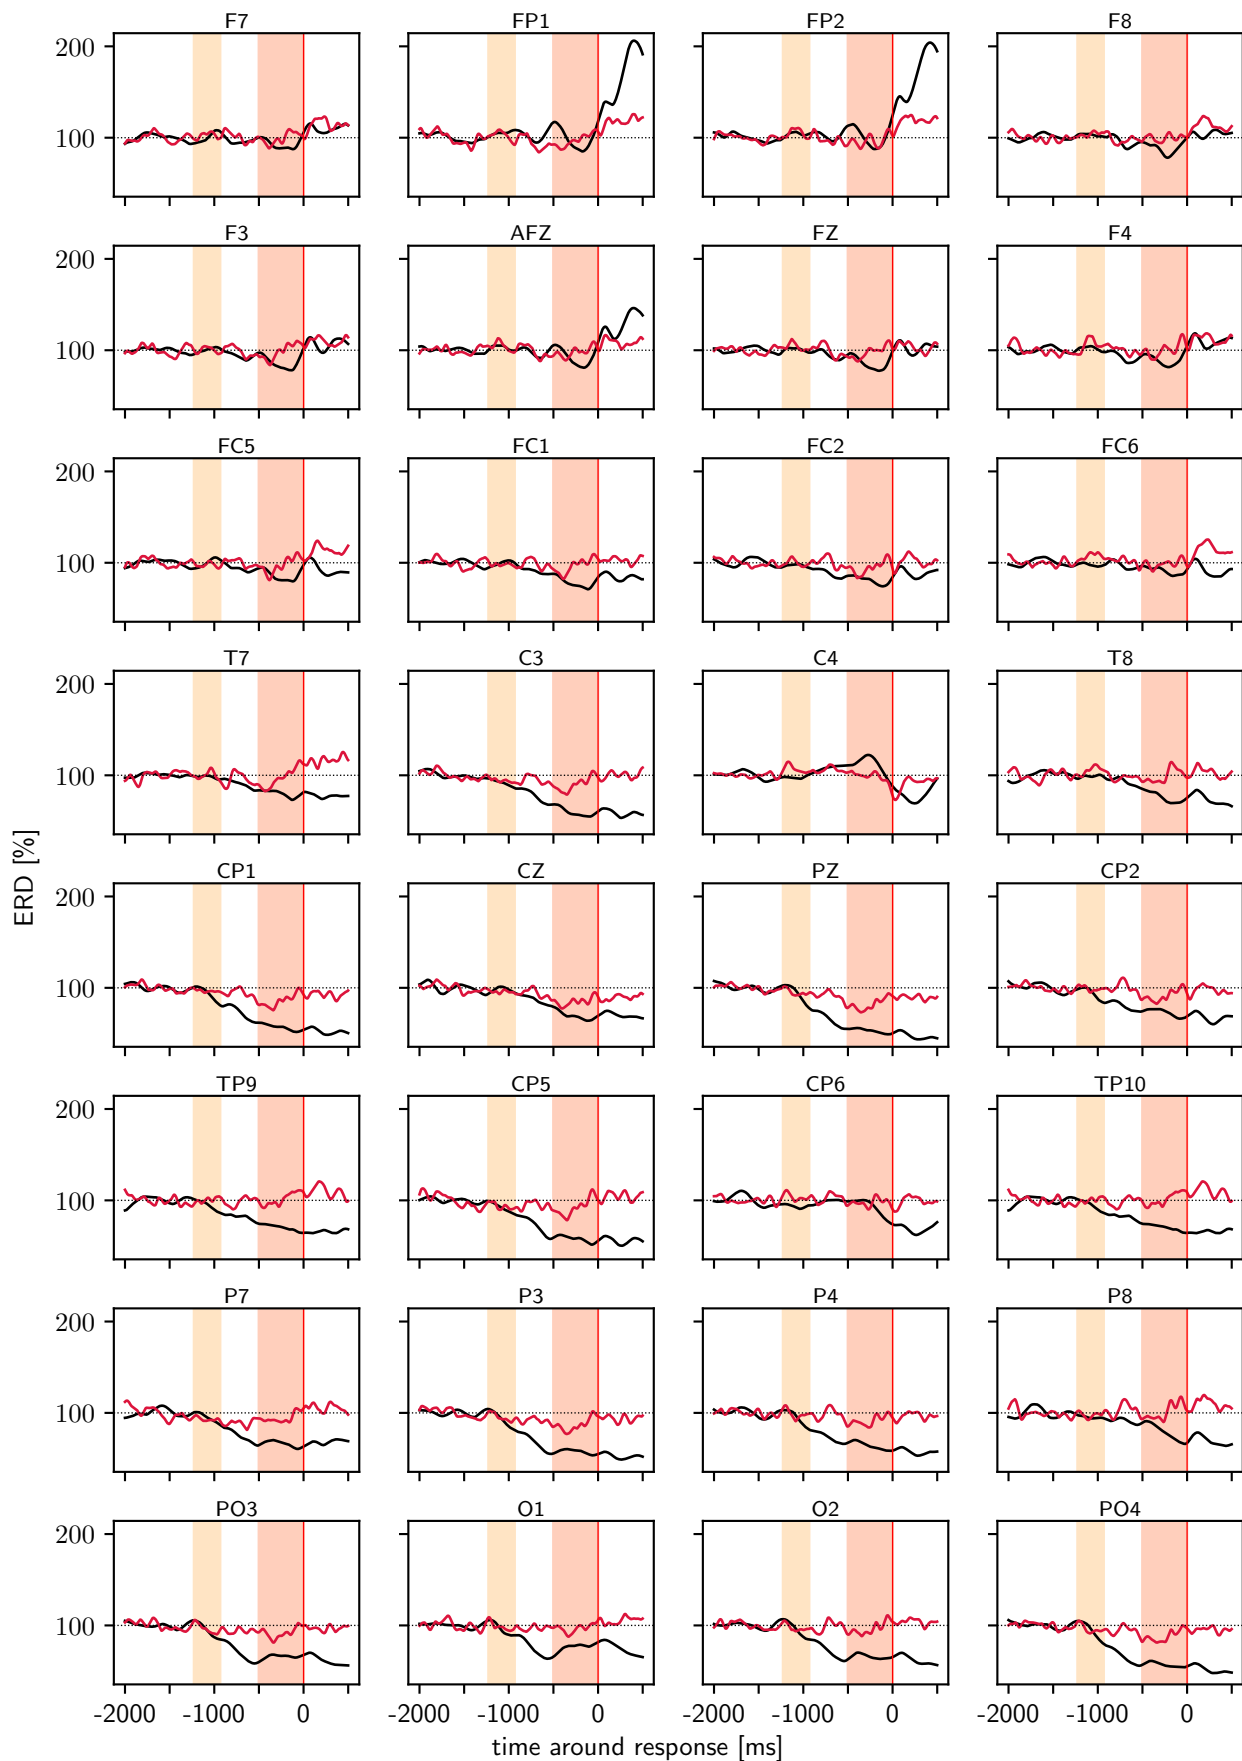 F7 FP1 FP2 F8
200
100
F3 AFZ FZ F4
200
100
FC5 FC1 FC2 FC6
200
100
T7 C3 C4 T8
200
100
ERD [%]
CP1 CZ PZ CP2
200
100
TP9 CP5 CP6 TP10
200
100
P7 P3 P4 P8
200
100
PO3 O1 O2 PO4
200
100
-2000 -1000 0 -2000 -1000 0 -2000 -1000 0 -2000 -1000 0
time around response [ms]